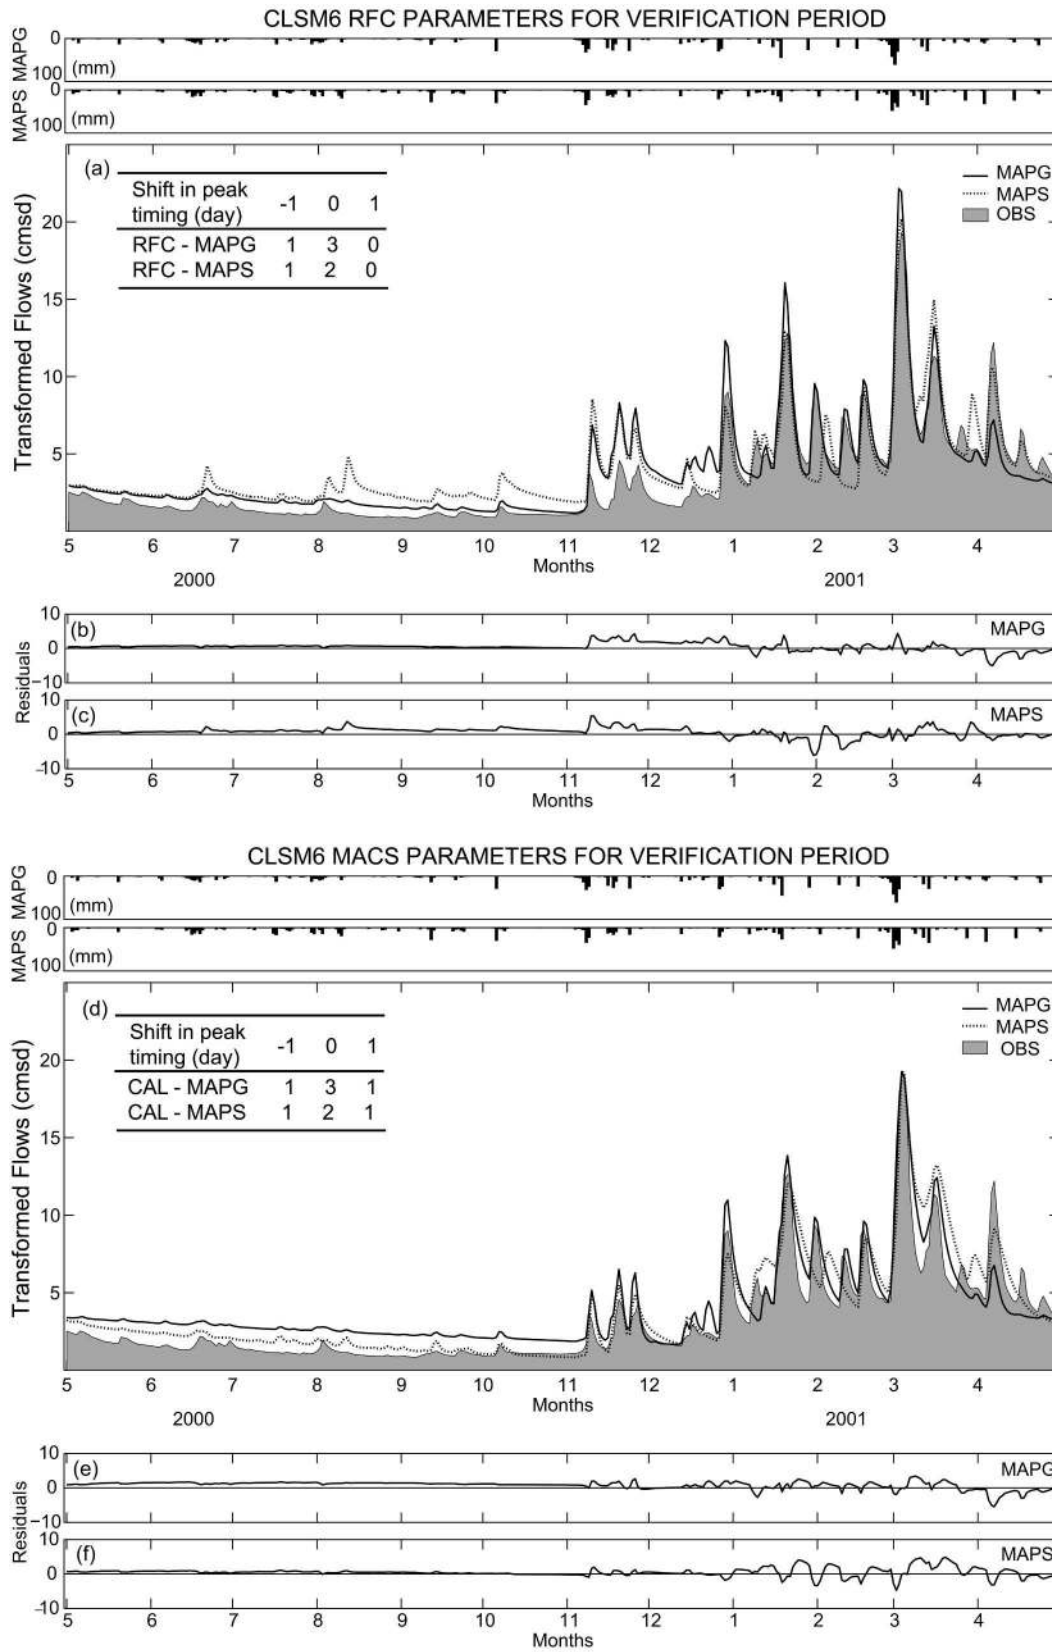 CLSM6 RFC PARAMETERS FOR VERIFICATION PERIOD
MAPG
0
100
(mm)
MAPS
0
100
(mm)
(a)
Shift in peak timing (day) -1 0 1
RFC - MAPG 1 3 0
RFC - MAPS 1 2 0
MAPG
MAPS
OBS
Transformed Flows (cmsd)
20
15
10
5
5 6 7 8 9 10 11 12 1 2 3 4
Months
2000 2001
Residuals
10
0
-10
(b)
MAPG
10
0
-10
(c)
MAPS
5 6 7 8 9 10 11 12 1 2 3 4
Months
CLSM6 MACS PARAMETERS FOR VERIFICATION PERIOD
MAPG
0
100
(mm)
MAPS
0
100
(mm)
(d)
Shift in peak timing (day) -1 0 1
CAL - MAPG 1 3 1
CAL - MAPS 1 2 1
MAPG
MAPS
OBS
Transformed Flows (cmsd)
20
15
10
5
5 6 7 8 9 10 11 12 1 2 3 4
Months
2000 2001
Residuals
10
0
-10
(e)
MAPG
10
0
-10
(f)
MAPS
5 6 7 8 9 10 11 12 1 2 3 4
Months